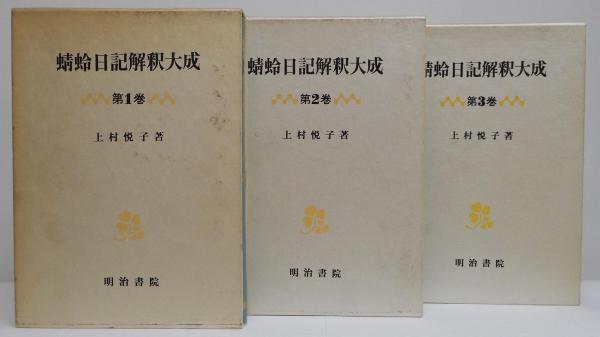 蜻蛉日記解釈大成
第1巻
上村悦子著
明治書院
蜻蛉日記解釈大成
第2巻
上村悦子著
明治書院
蜻蛉日記解釈大成
第3巻
上村悦子著
明治書院